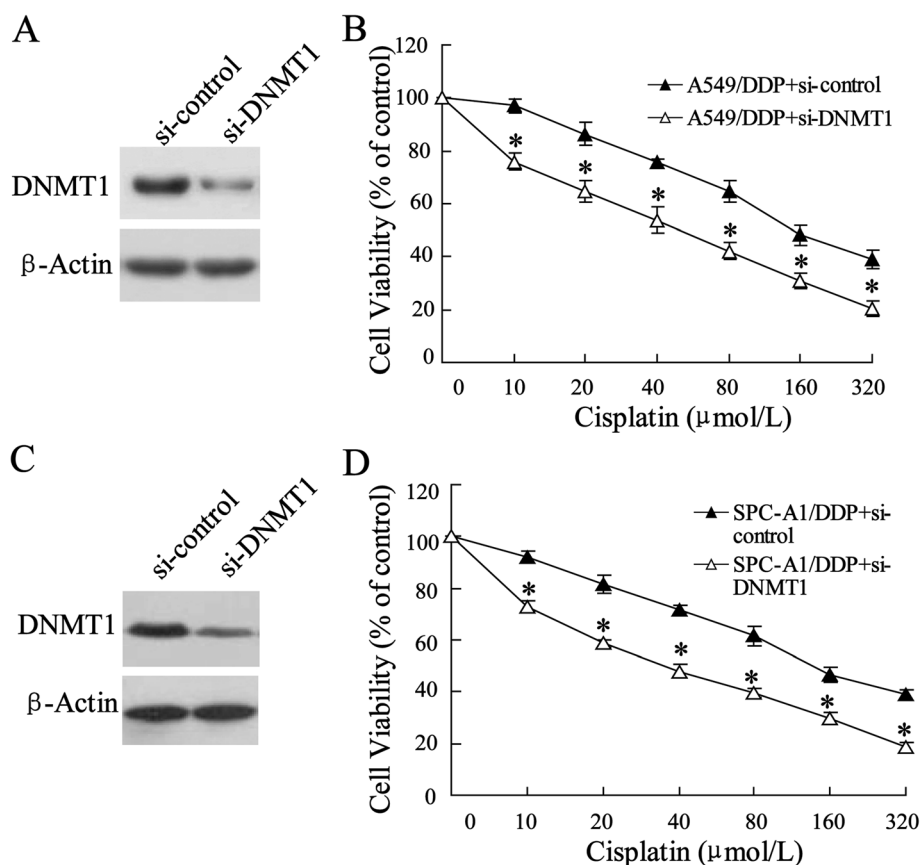 A
si-control
si-DNMT1
DNMT1
β-Actin
B
120
100
80
60
40
20
0
Cell Viability (% of control)
A549/DDP+si-control
A549/DDP+si-DNMT1
*
*
*
*
*
*
0 10 20 40 80 160 320
Cisplatin (μmol/L)
C
si-control
si-DNMT1
DNMT1
β-Actin
D
120
100
80
60
40
20
0
Cell Viability (% of control)
SPC-A1/DDP+si-
control
SPC-A1/DDP+si-
DNMT1
*
*
*
*
*
*
0 10 20 40 80 160 320
Cisplatin (μmol/L)